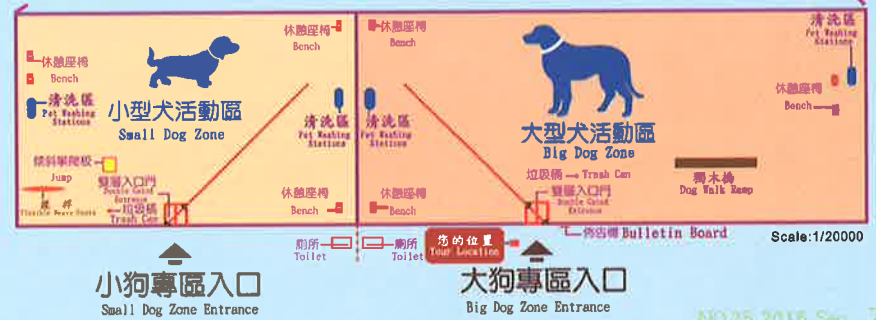 休憩座椅
Bench
休憩座椅
Bench
清洗區
Pet Washing
Stations
休憩座椅
Bench
清洗區
Pet Washing
Stations
小型犬活動區
Small Dog Zone
清洗區
Pet Washing
Stations
清洗區
Pet Washing
Stations
大型犬活動區
Big Dog Zone
休憩座椅
Bench
傾斜攀爬板
Jump
雙層入口門
Double Gated
Entrance
垃圾桶
Trash Can
休憩座椅
Bench
休憩座椅
Bench
垃圾桶
Trash Can
雙層入口門
Double Gated
Entrance
獨木橋
Dog Walk Ramp
廁所
Toilet
廁所
Toilet
您的位置
Your Location
佈告欄 Bulletin Board
Scale:1/20000
小狗專區入口
Small Dog Zone Entrance
大狗專區入口
Big Dog Zone Entrance